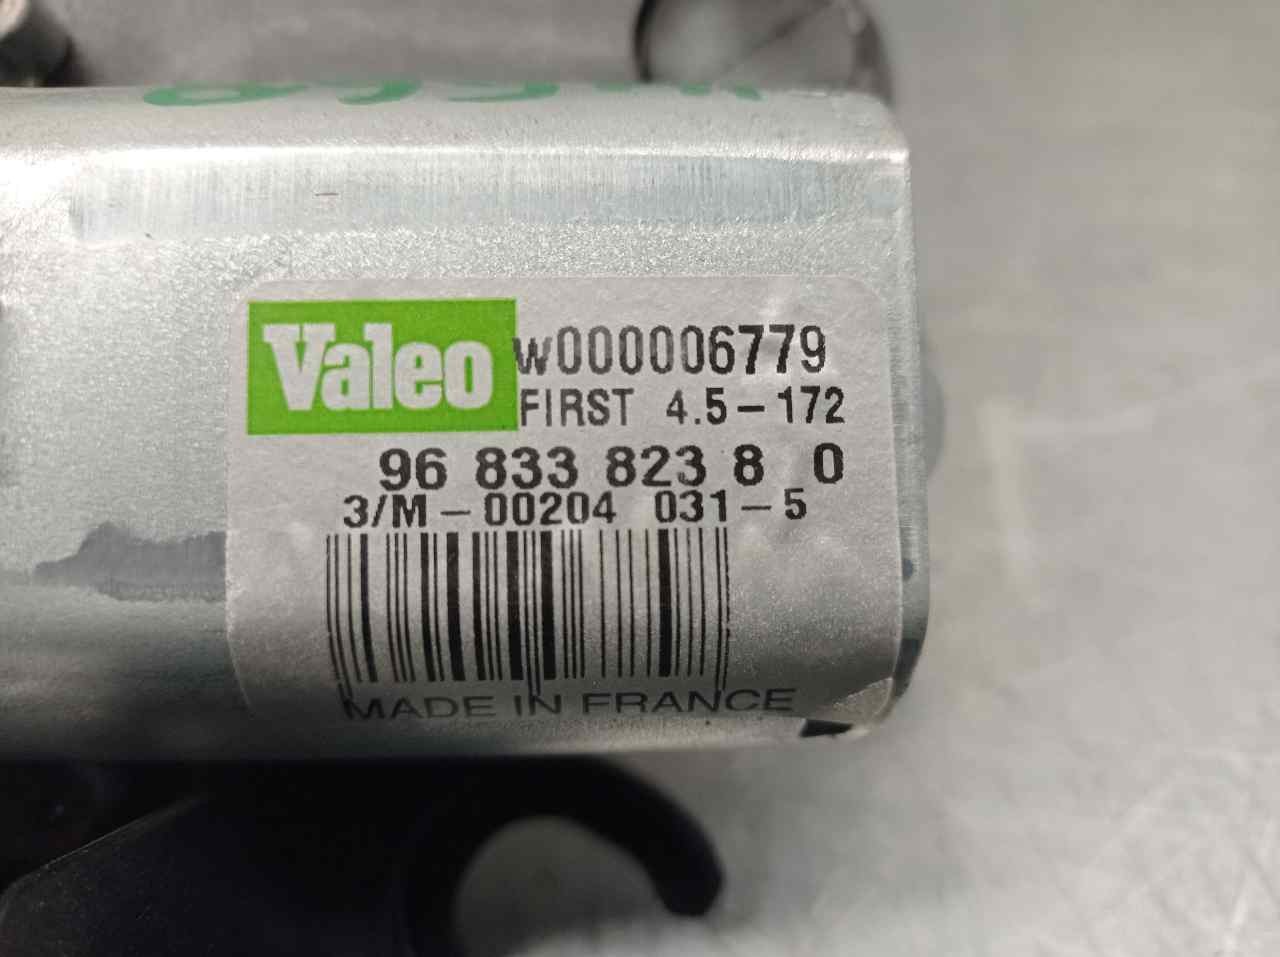 Valeo
w000006779
FIRST 4.5-172
96 833 823 8 0
3/M-00204 031-5
MADE IN FRANCE